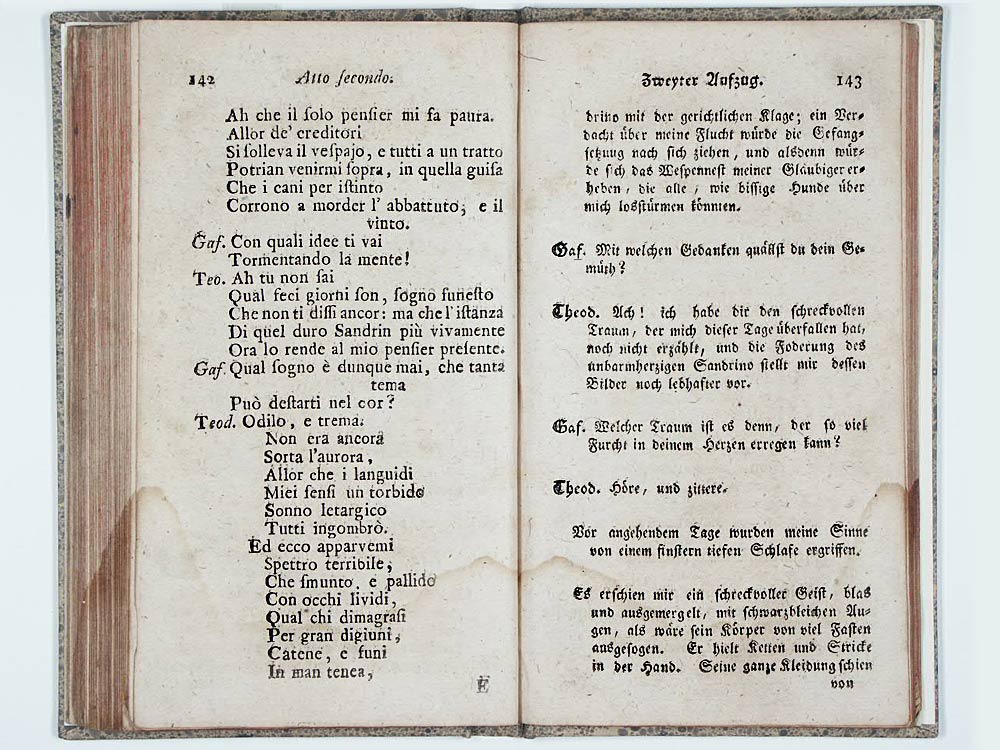 142 Atto ſecondo.
Ah che il ſolo penſier mi fa paura.
Allor de' creditori
Si ſolleva il veſpajo, e tutti a un tratto
Potrian venirmi ſopra, in quella guiſa
Che i cani per iſtinto
Corrono a morder l' abbattuto, e il
vinto.
Gaf. Con quali idee ti vai
Tormentando la mente!
Teo. Ah tu non ſai
Qual feci giorni ſon, ſogno funeſto
Che non ti diſſi ancor: ma che l'iſtanza
Di quel duro Sandrin più vivamente
Ora lo rende al mio penſier preſente.
Gaf. Qual ſogno è dunque mai, che tanta
tema
Può deſtarti nel cor?
Teod. Odilo, e trema.
Non era ancora
Sorta l'aurora,
Allor che i languidi
Miei ſenſi un torbido
Sonno letargico
Tutti ingombrò.
Ed ecco apparvemi
Spettro terribile,
Che ſmunto, e pallido
Con occhi lividi,
Qual chi dimagraſi
Per gran digiuni,
Catene, e funi
In man tenea,
E
Zweyter Aufzug. 143
drino mit der gerichtlichen Klage; ein Ver-
dacht über meine Flucht würde die Gefang-
ſetzung nach ſich ziehen, und alsdenn wür-
de ſich das Weſpenneſt meiner Gläubiger er-
heben, die alle, wie biſſige Hunde über
mich losſtürmen könnten.
Gaf. Mit welchen Gedanken quälſt du dein Ge-
müth?
Theod. Ach! ich habe dir den ſchreckvollen
Traum, der mich dieſer Tage überfallen hat,
noch nicht erzählt, und die Foderung des
unbarmherzigen Sandrino ſtellt mir deſſen
Bilder noch lebhafter vor.
Gaf. Welcher Traum iſt es denn, der ſo viel
Furcht in deinem Herzen erregen kann?
Theod. Höre, und zittere.
Vor angehendem Tage wurden meine Sinne
von einem finſtern tiefen Schlafe ergriffen.
Es erſchien mir ein ſchreckvoller Geiſt, blas
und ausgemergelt, mit ſchwarzbleichen Au-
gen, als wäre ſein Körper von viel Faſten
ausgeſogen. Er hielt Ketten und Stricke
in der Hand. Seine ganze Kleidung ſchien
von